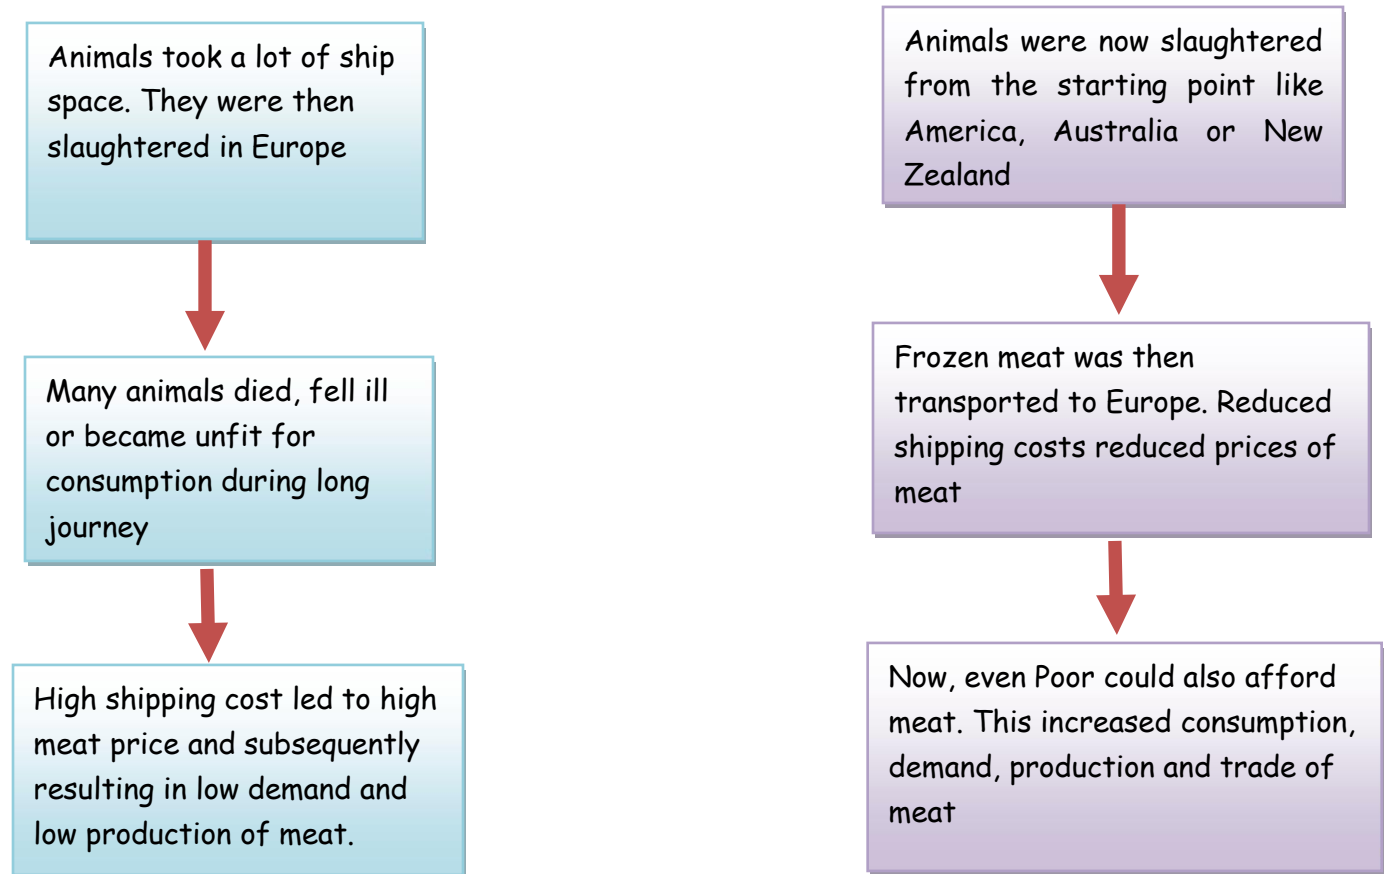 Animals took a lot of ship
space. They were then
slaughtered in Europe
Many animals died, fell ill
or became unfit for
consumption during long
journey
High shipping cost led to high
meat price and subsequently
resulting in low demand and
low production of meat.
Animals were now slaughtered
from the starting point like
America, Australia or New
Zealand
Frozen meat was then
transported to Europe. Reduced
shipping costs reduced prices of
meat
Now, even Poor could also afford
meat. This increased consumption,
demand, production and trade of
meat